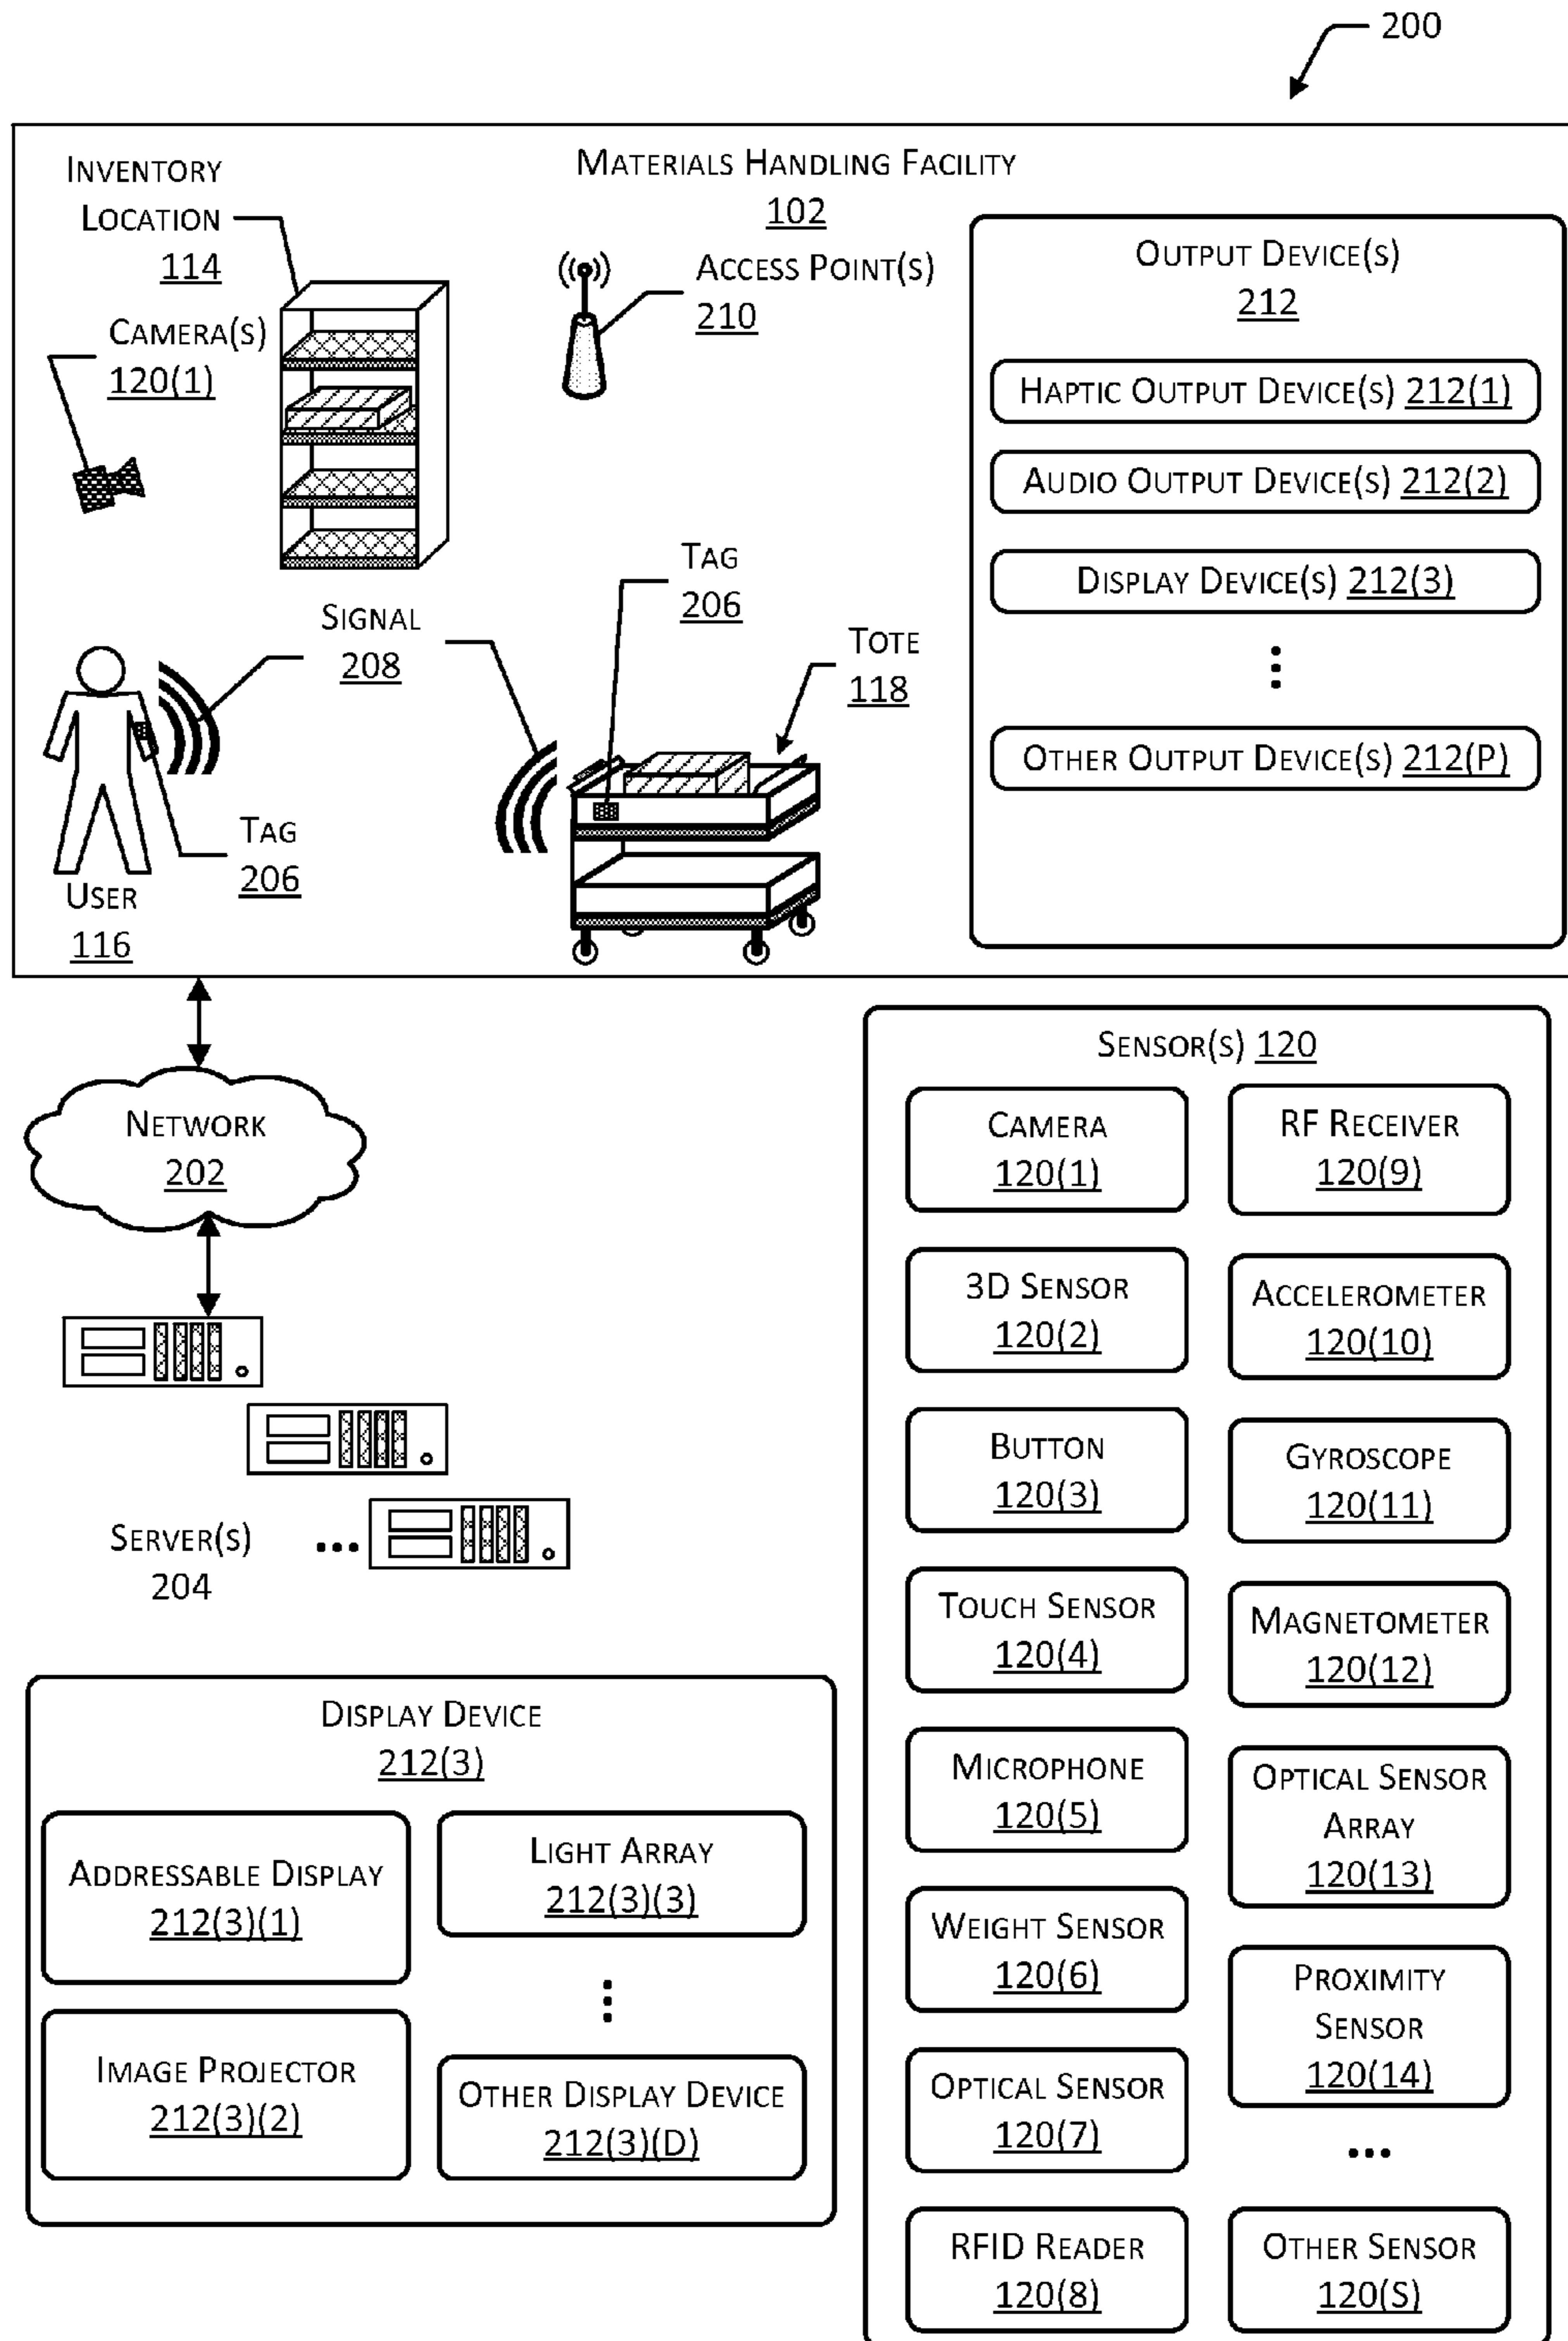 200
INVENTORY
LOCATION
114
MATERIALS HANDLING FACILITY
102
CAMERA(S)
120(1)
ACCESS POINT(S)
210
OUTPUT DEVICE(S)
212
HAPTIC OUTPUT DEVICE(S) 212(1)
AUDIO OUTPUT DEVICE(S) 212(2)
DISPLAY DEVICE(S) 212(3)
OTHER OUTPUT DEVICE(S) 212(P)
SIGNAL
208
TAG
206
TOTE
118
TAG
206
USER
116
NETWORK
202
SERVER(S)
204
...
DISPLAY DEVICE
212(3)
ADDRESSABLE DISPLAY
212(3)(1)
IMAGE PROJECTOR
212(3)(2)
LIGHT ARRAY
212(3)(3)
OTHER DISPLAY DEVICE
212(3)(D)
SENSOR(S) 120
CAMERA
120(1)
3D SENSOR
120(2)
BUTTON
120(3)
TOUCH SENSOR
120(4)
MICROPHONE
120(5)
WEIGHT SENSOR
120(6)
OPTICAL SENSOR
120(7)
RFID READER
120(8)
RF RECEIVER
120(9)
ACCELEROMETER
120(10)
GYROSCOPE
120(11)
MAGNETOMETER
120(12)
OPTICAL SENSOR
ARRAY
120(13)
PROXIMITY
SENSOR
120(14)
...
OTHER SENSOR
120(S)